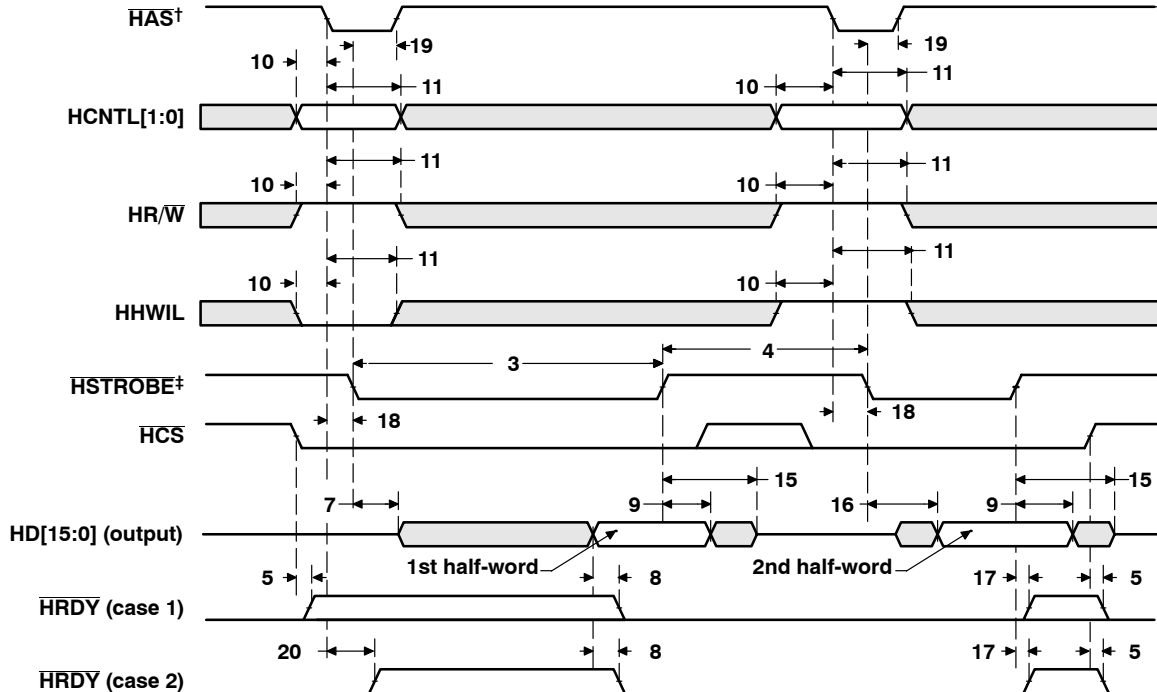 HAS†
19
19
10
11
10
11
HCNTL[1:0]
11
11
10
10
HR/W
11
11
10
10
HHWIL
3
4
HSTROBE‡
18
18
HCS
15
15
7
9
16
9
HD[15:0] (output)
1st half-word
2nd half-word
5
8
17
5
HRDY (case 1)
20
8
17
5
HRDY (case 2)